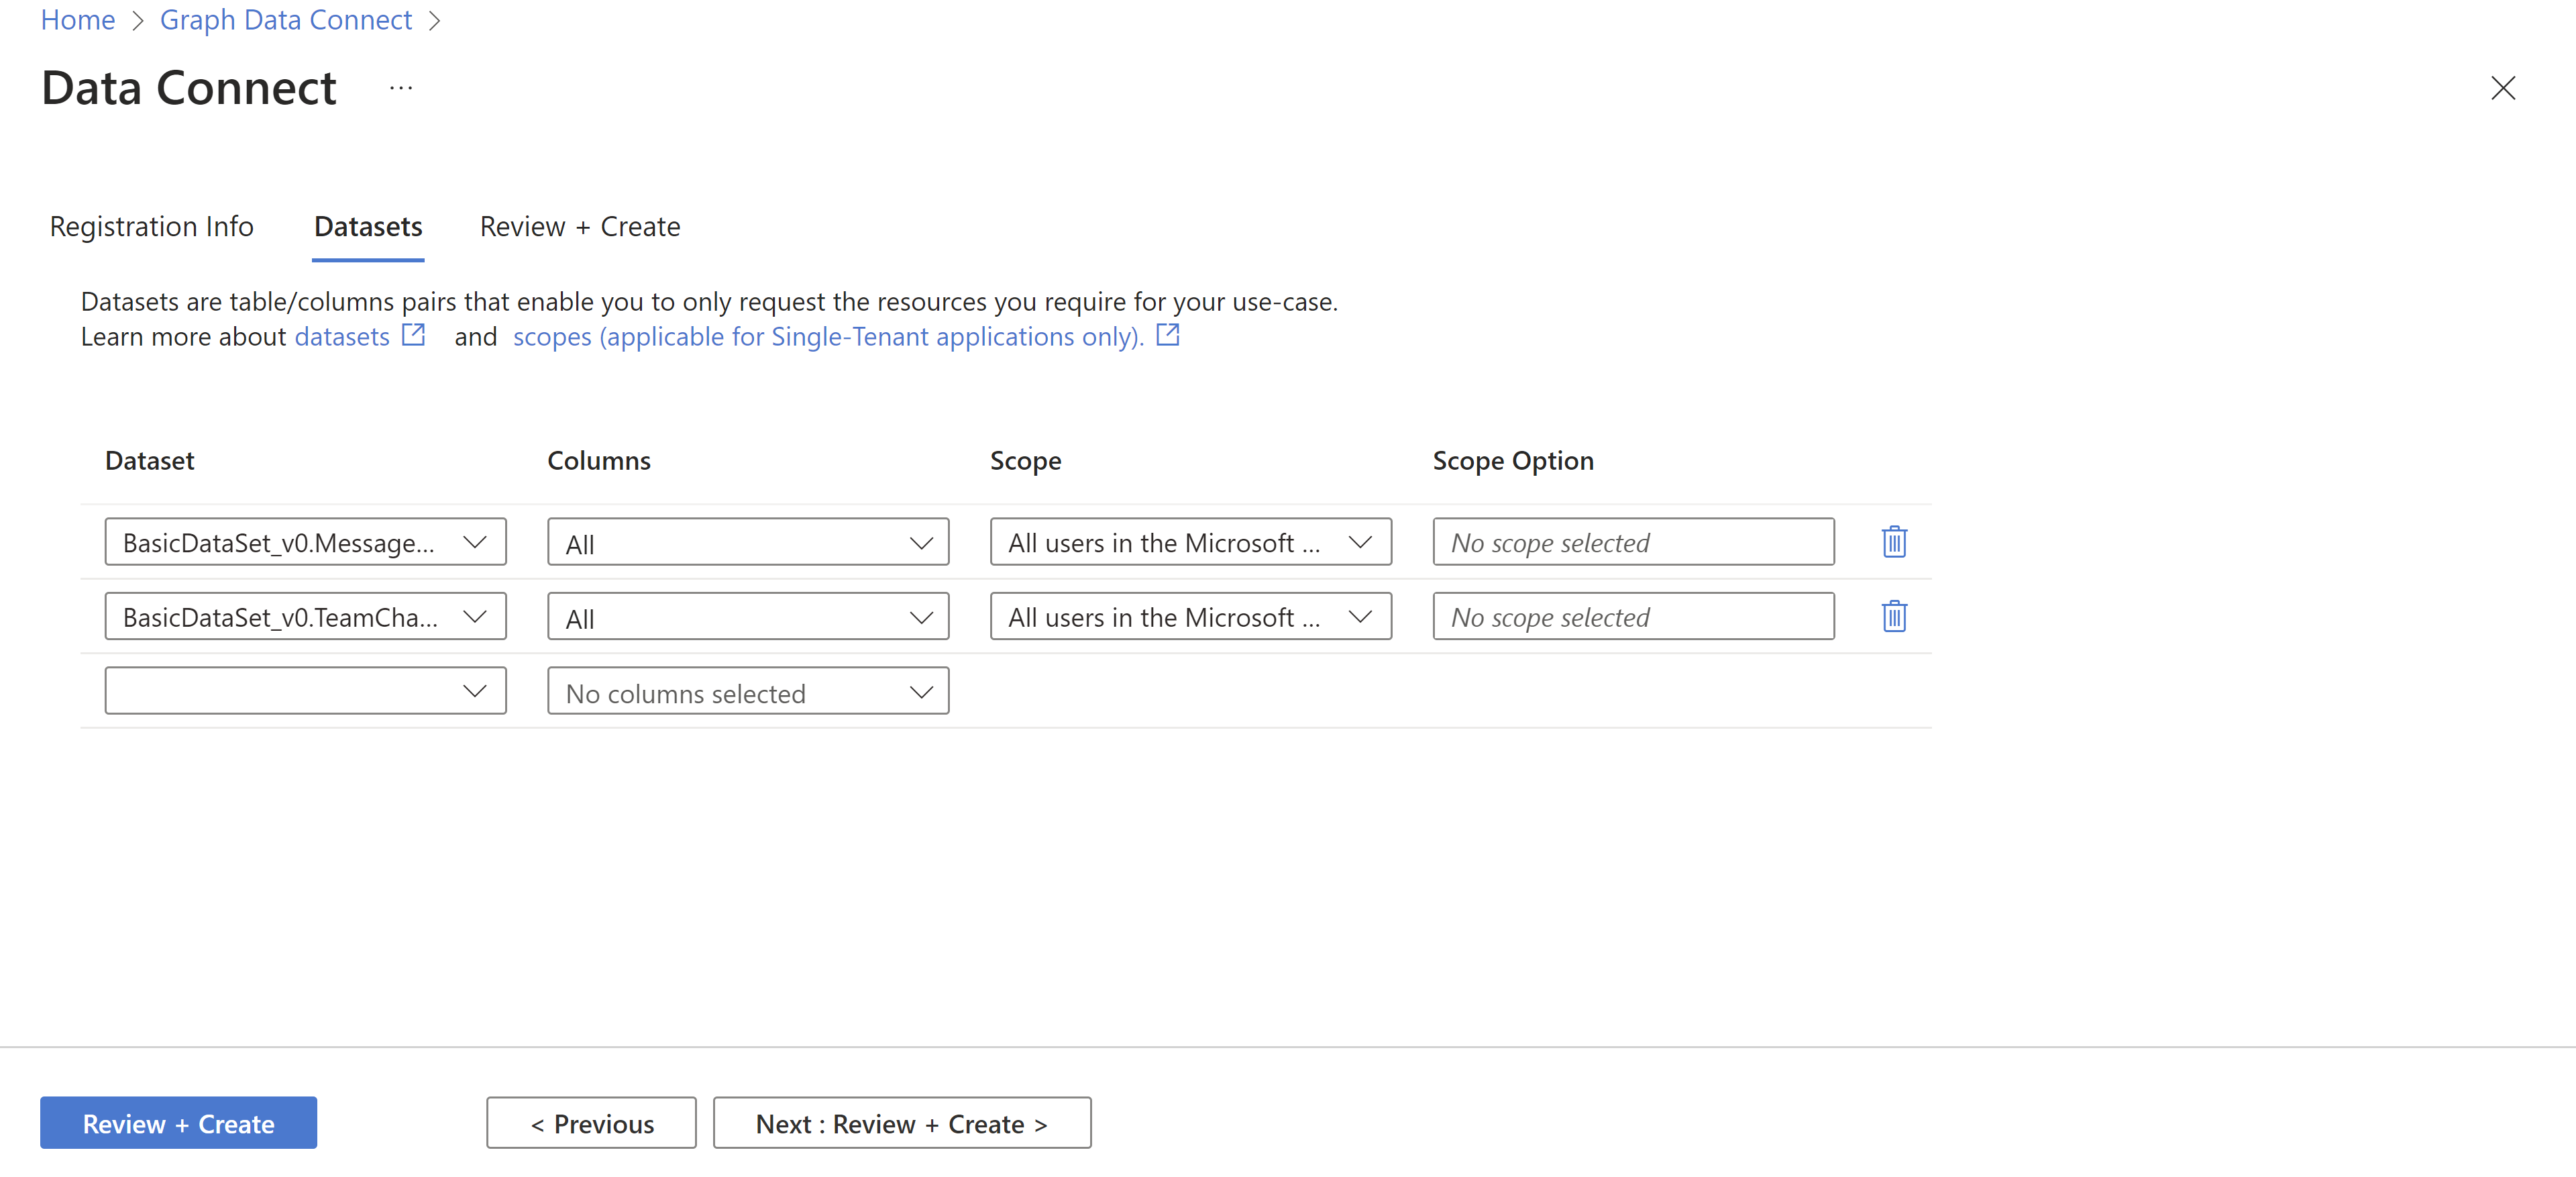 Home > Graph Data Connect >
Data Connect ...
Registration Info Datasets Review + Create
Datasets are table/columns pairs that enable you to only request the resources you require for your use-case.
Learn more about datasets and scopes (applicable for Single-Tenant applications only).
Dataset Columns Scope Scope Option
BasicDataSet_v0.Message... All All users in the Microsoft ... No scope selected
BasicDataSet_v0.TeamCha... All All users in the Microsoft ... No scope selected
No columns selected
Review + Create < Previous Next : Review + Create >